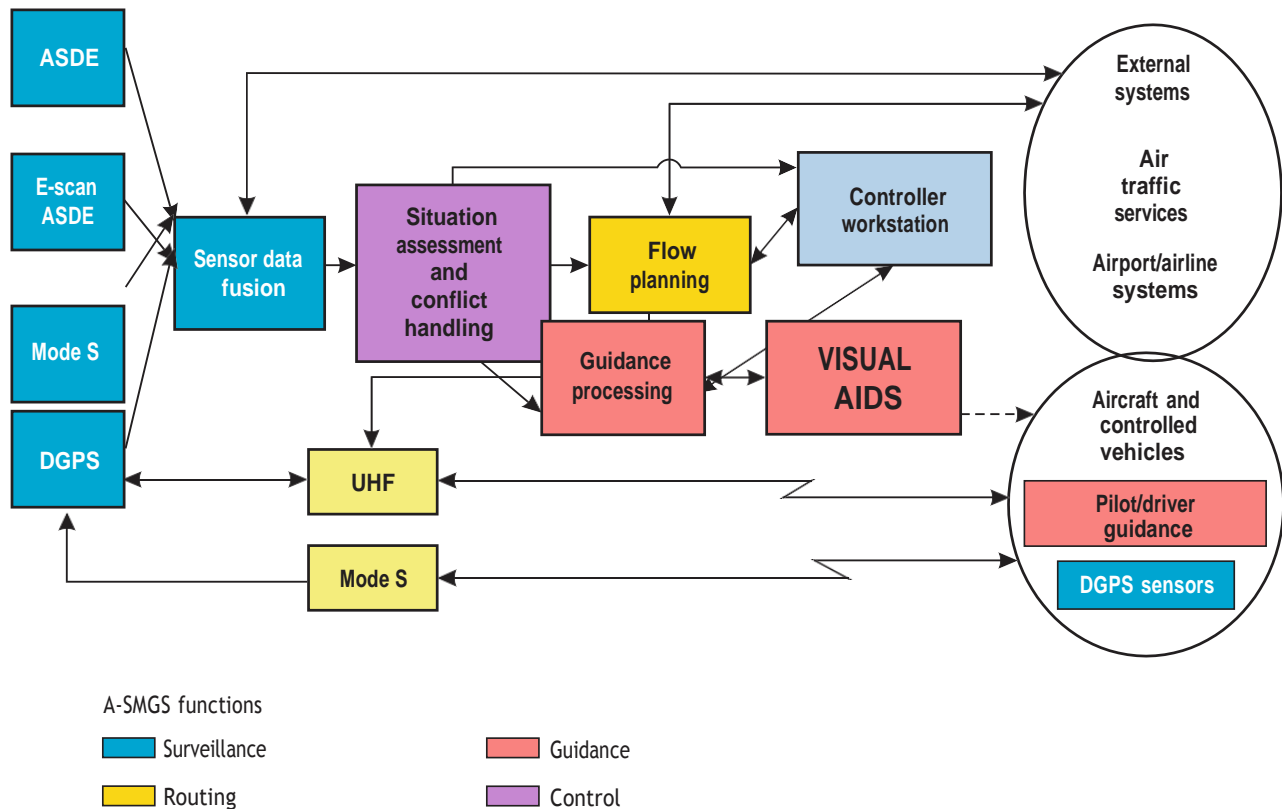 ASDE
E-scan
ASDE
Mode S
DGPS
Sensor data
fusion
Situation
assessment
and
conflict
handling
Flow
planning
Controller
workstation
Guidance
processing
VISUAL
AIDS
UHF
Mode S
External
systems
Air
traffic
services
Airport/airline
systems
Aircraft and
controlled
vehicles
Pilot/driver
guidance
DGPS sensors
A-SMGS functions
Surveillance
Guidance
Routing
Control